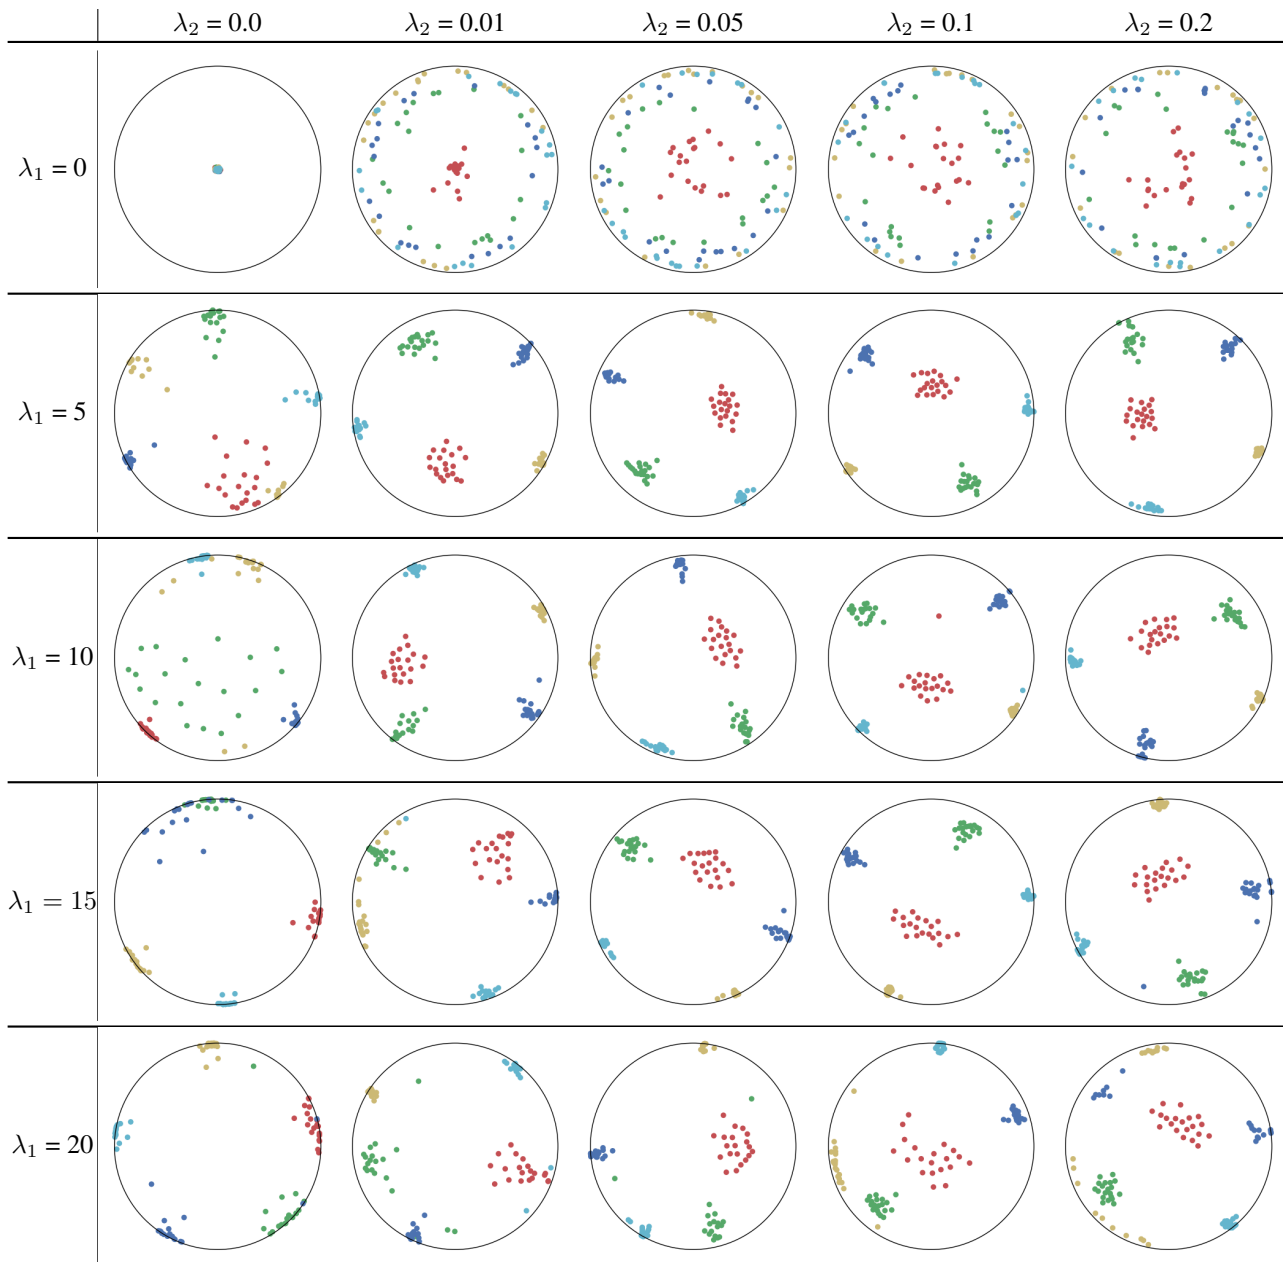 λ₂ = 0.0 λ₂ = 0.01 λ₂ = 0.05 λ₂ = 0.1 λ₂ = 0.2
λ₁ = 0
λ₁ = 5
λ₁ = 10
λ₁ = 15
λ₁ = 20